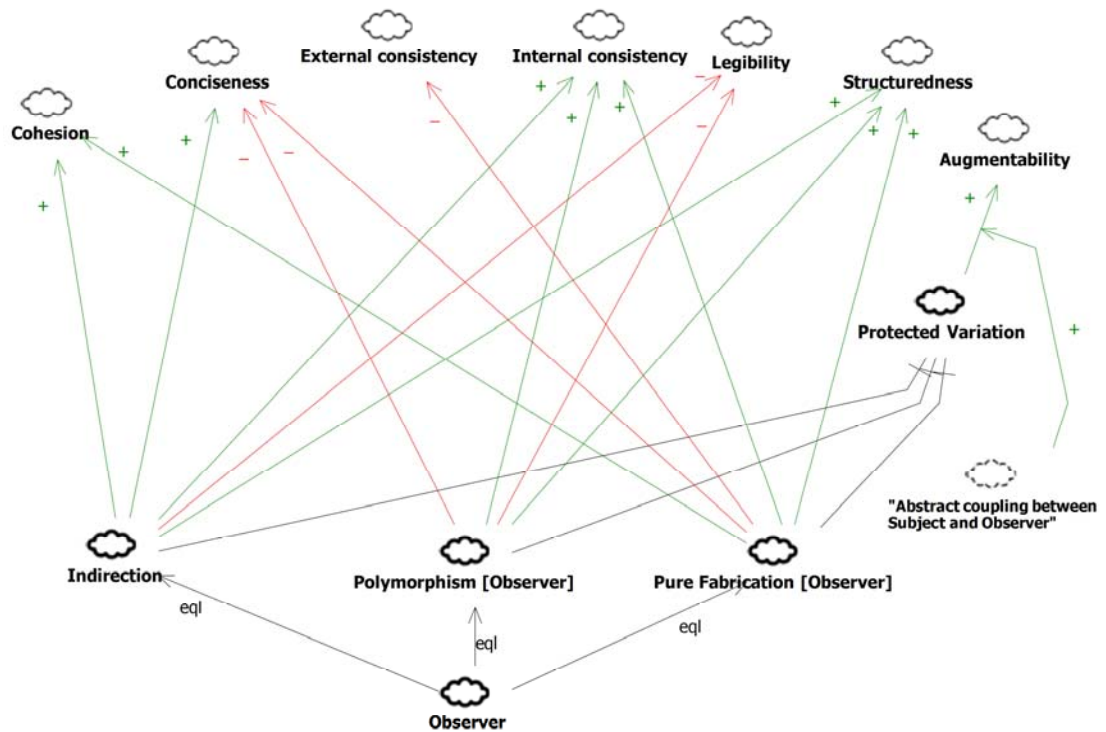 External consistency
Internal consistency
Legibility
Conciseness
Structuredness
Cohesion
Augmentability
+
+
+
+
+
+
+
+
+
+
+
−
−
−
−
−
Protected Variation
+
"Abstract coupling between
Subject and Observer"
Indirection
Polymorphism [Observer]
Pure Fabrication [Observer]
eql
eql
eql
Observer